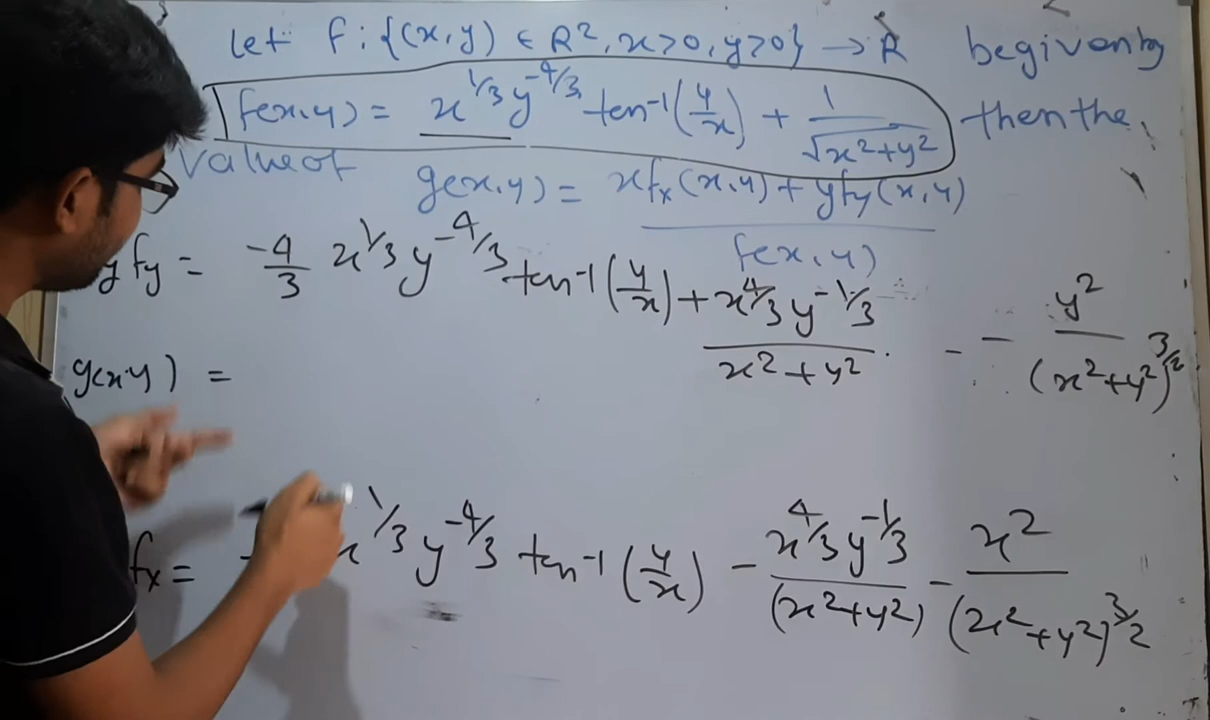 Let f: {(x,y) ∈ R², x>0, y>0} → R be given by
f(x,y) = x^{1/3} y^{-4/3} tan⁻¹(y/x) + 1/√(x²+y²) then the
value of g(x,y) = (x f_x(x,y) + y f_y(x,y)) / f(x,y)
y f_y = -4/3 x^{1/3} y^{-4/3} tan⁻¹(y/x) + x^{4/3} y^{-1/3} / (x²+y²) - - y² / (x²+y²)^{3/2}
g(x,y) =
f_x = x^{1/3} y^{-4/3} tan⁻¹(y/x) - x^{4/3} y^{-1/3} / (x²+y²) - x² / (x²+y²)^{3/2}